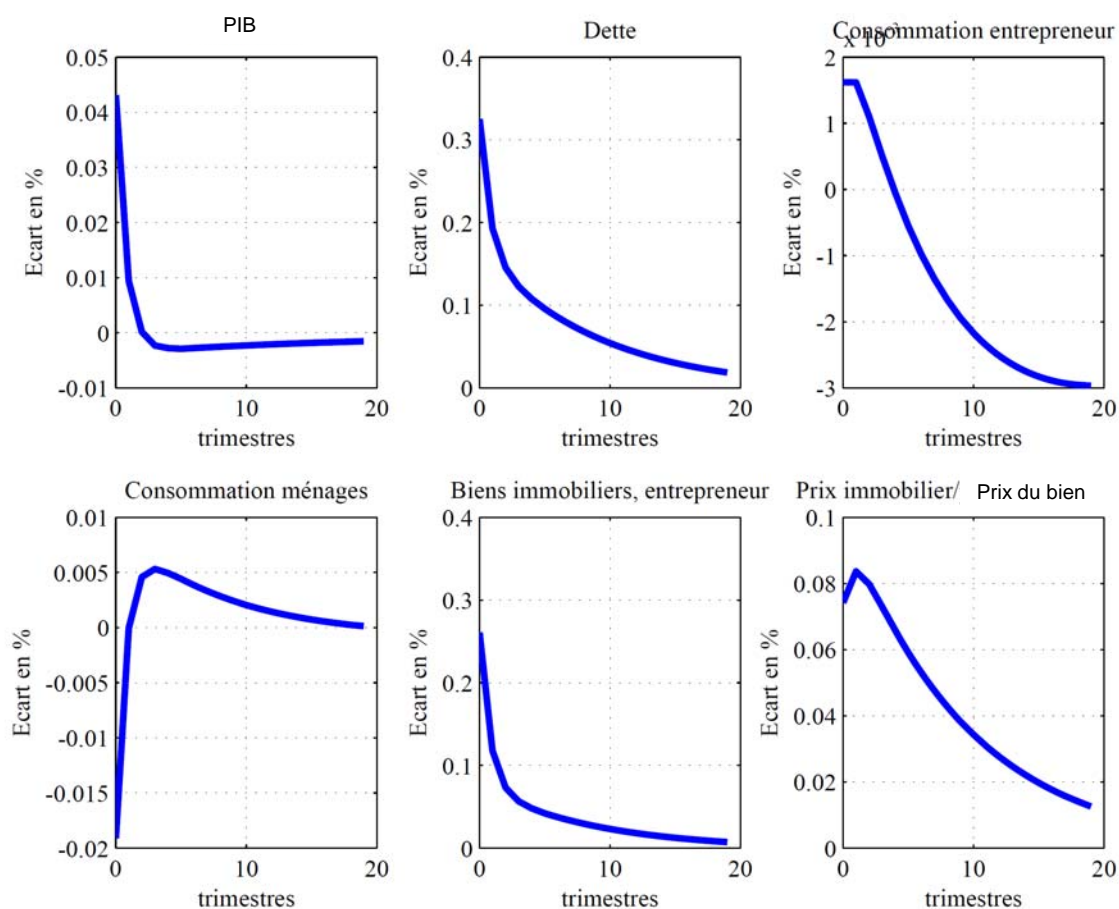 PIB
0.05
0.04
0.03
0.02
0.01
0
-0.01
0 10 20
Ecart en %
trimestres
Dette
0.4
0.3
0.2
0.1
0
0 10 20
Ecart en %
trimestres
Consommation entrepreneur
x 10
2
1
0
-1
-2
-3
0 10 20
Ecart en %
trimestres
Consommation ménages
0.01
0.005
0
-0.005
-0.01
-0.015
-0.02
0 10 20
Ecart en %
trimestres
Biens immobiliers, entrepreneur
0.4
0.3
0.2
0.1
0
0 10 20
Ecart en %
trimestres
Prix immobilier/ Prix du bien
0.1
0.08
0.06
0.04
0.02
0
0 10 20
Ecart en %
trimestres